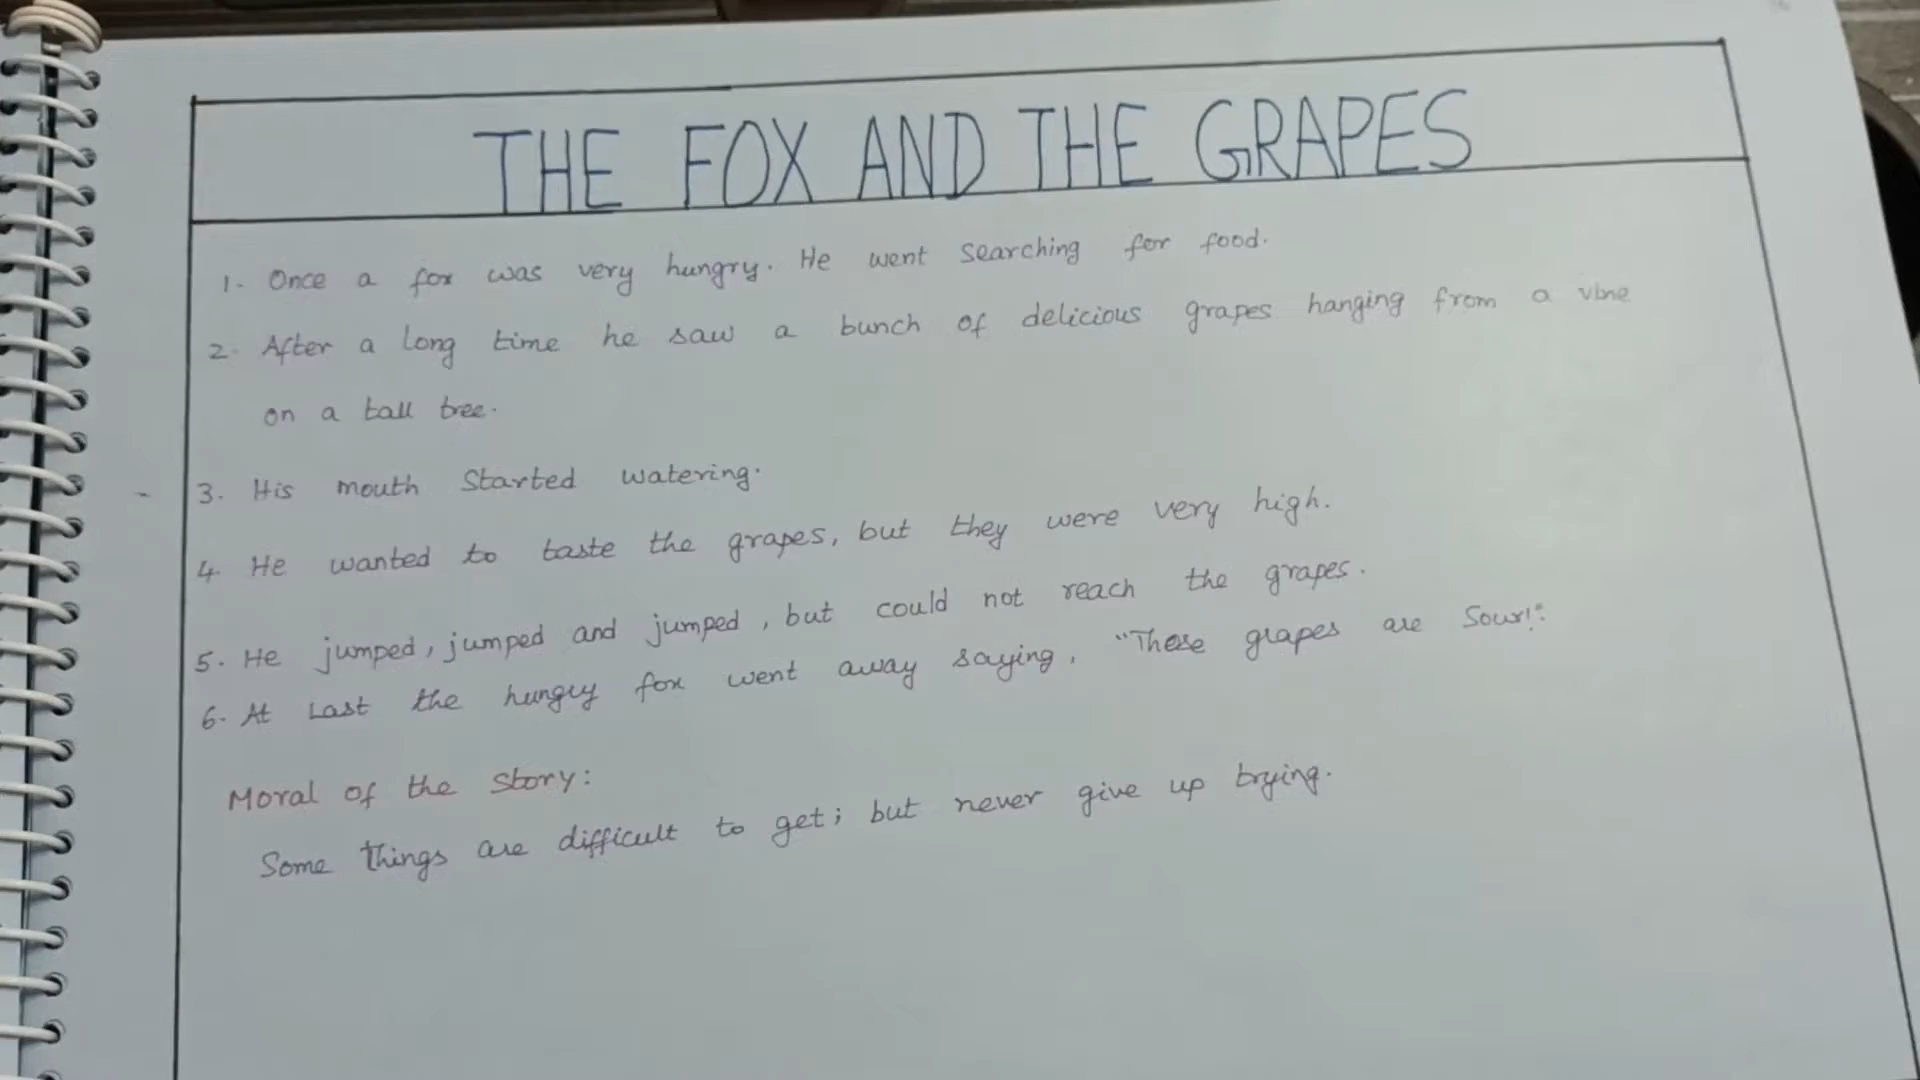 THE FOX AND THE GRAPES
1. Once a fox was very hungry. He went Searching for food.
2. After a long time he saw a bunch of delicious grapes hanging from a vine
on a tall tree.
3. His mouth Started watering.
4. He wanted to taste the grapes, but they were very high.
5. He jumped, jumped and jumped, but could not reach the grapes.
6. At Last the hungry fox went away saying, "These grapes are Sour!".
Moral of the Story:
Some Things are difficult to get; but never give up trying.